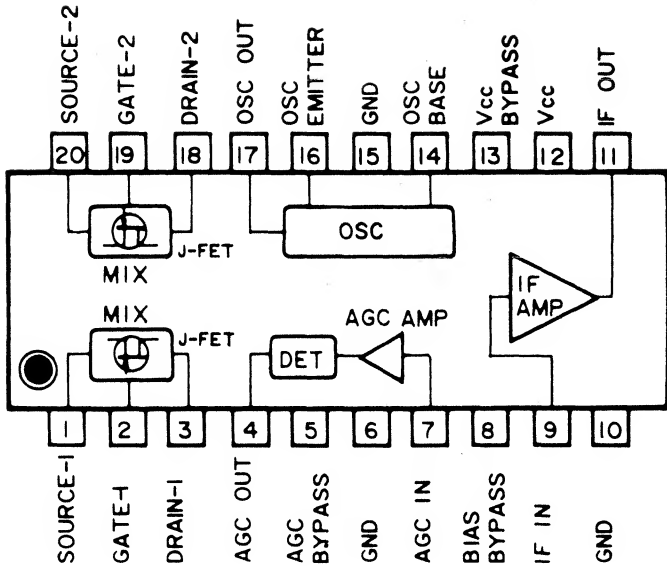 SOURCE-2
GATE-2
DRAIN-2
OSC OUT
OSC
EMITTER
GND
OSC
BASE
Vcc
BYPASS
Vcc
IF OUT
20 19 18 17 16 15 14 13 12 11
J-FET
MIX
OSC
MIX
J-FET
DET
AGC AMP
IF
AMP
1 2 3 4 5 6 7 8 9 10
SOURCE-1
GATE-1
DRAIN-1
AGC OUT
AGC
BYPASS
GND
AGC IN
BIAS
BYPASS
IF IN
GND